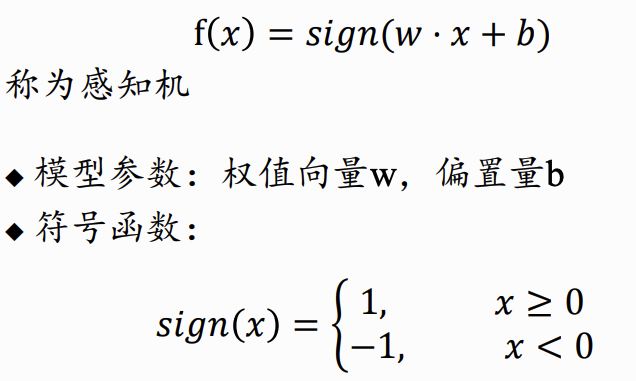 f(x) = sign(w · x + b)
称为感知机
◆ 模型参数：权值向量w，偏置量b
◆ 符号函数：
sign(x) = { 1, x ≥ 0
−1, x < 0